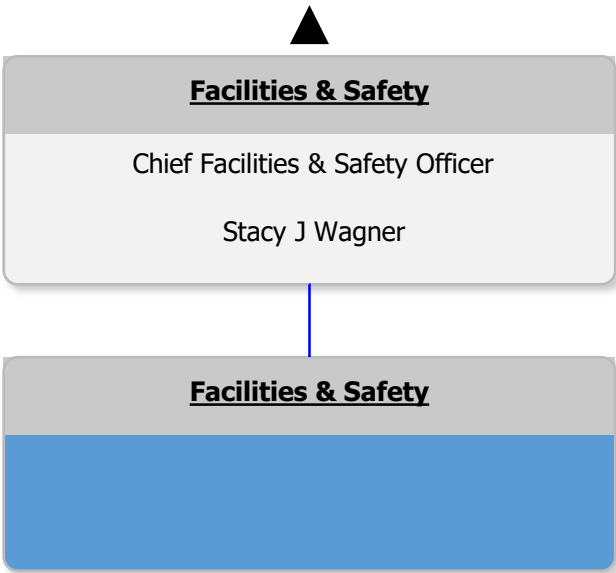 Facilities & Safety
Chief Facilities & Safety Officer
Stacy J Wagner
Facilities & Safety